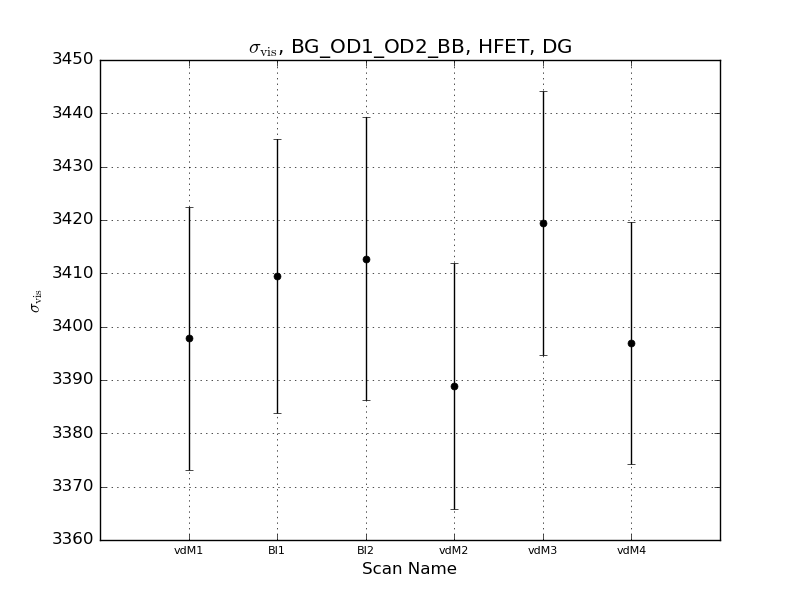 σvis, BG_OD1_OD2_BB, HFET, DG
3450
3440
3430
3420
3410
3400
3390
3380
3370
3360
σvis
vdM1 BI1 BI2 vdM2 vdM3 vdM4
Scan Name